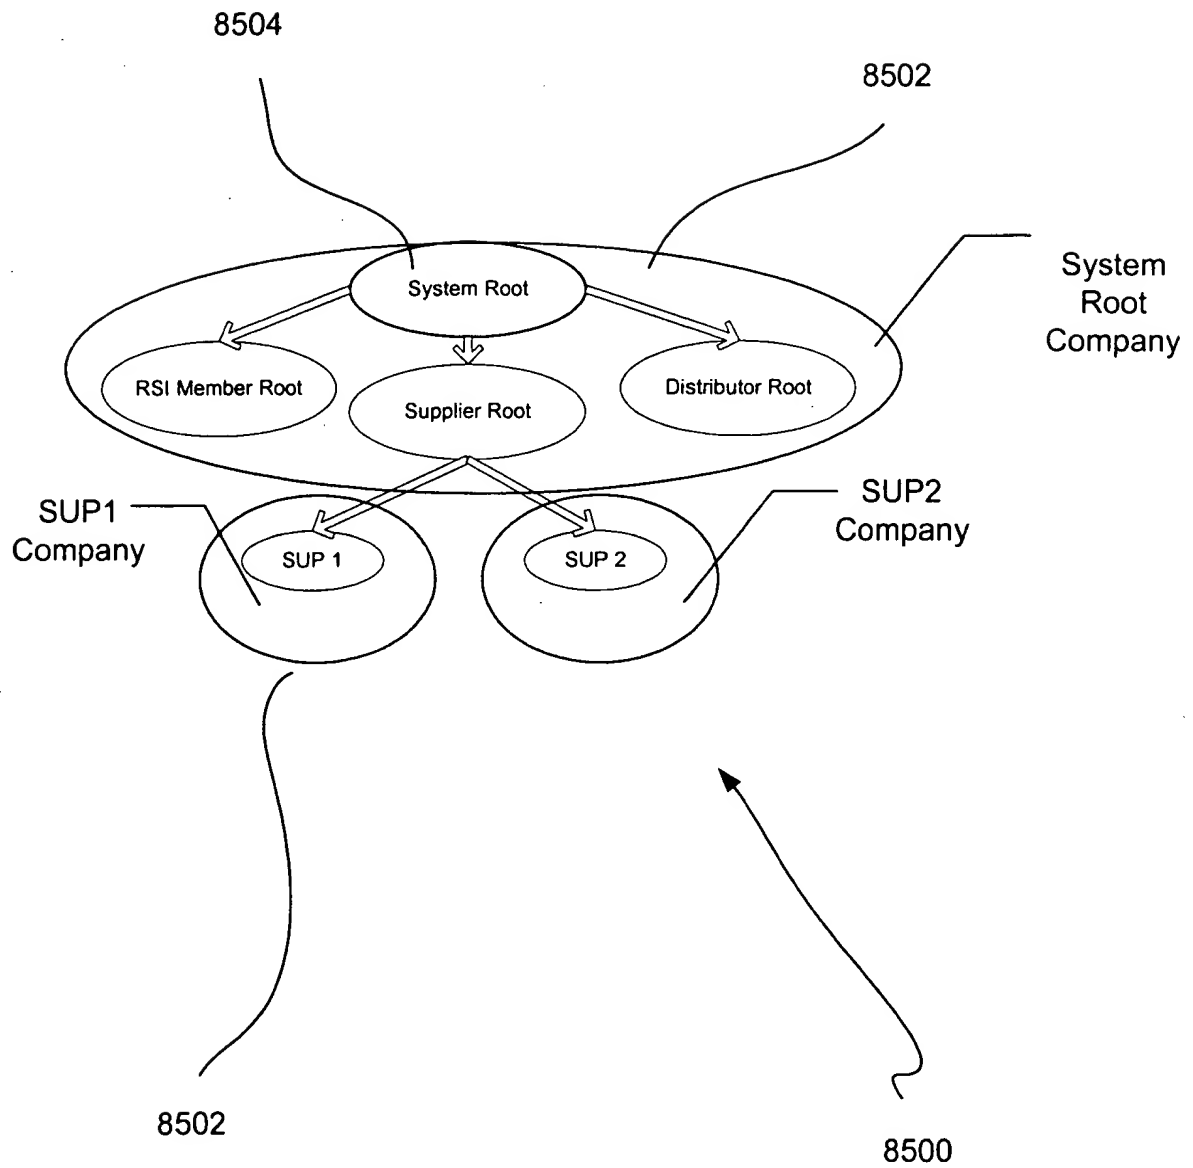 8504
8502
System
Root
Company
System Root
RSI Member Root
Supplier Root
Distributor Root
SUP1
Company
SUP2
Company
SUP 1
SUP 2
8502
8500